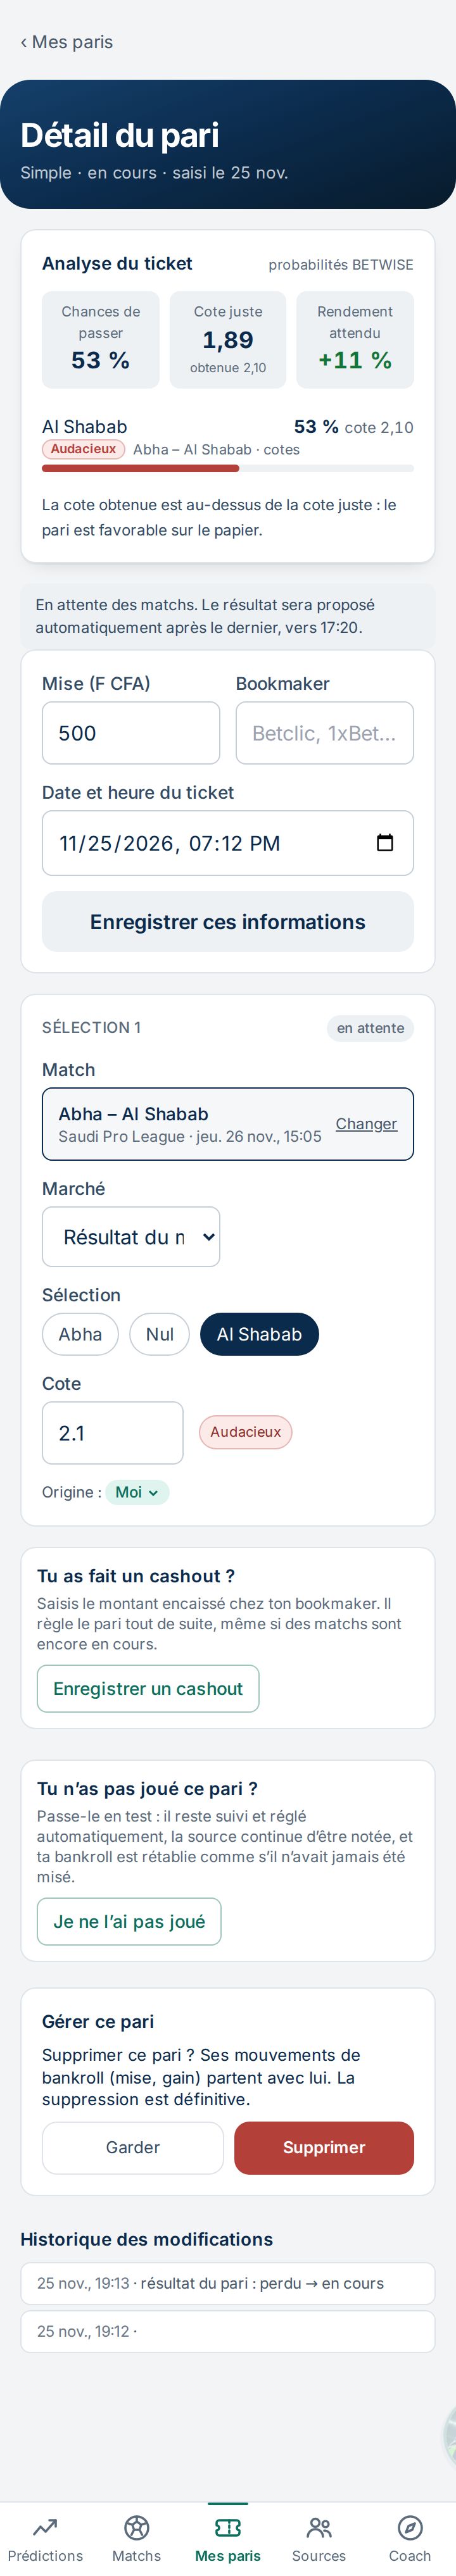 ‹ Mes paris
Détail du pari
Simple · en cours · saisi le 25 nov.
Analyse du ticket
probabilités BETWISE
Chances de
passer
53 %
Cote juste
1,89
obtenue 2,10
Rendement
attendu
+11 %
Al Shabab
53 % cote 2,10
Audacieux
Abha – Al Shabab · cotes
La cote obtenue est au-dessus de la cote juste : le
pari est favorable sur le papier.
En attente des matchs. Le résultat sera proposé
automatiquement après le dernier, vers 17:20.
Mise (F CFA)
Bookmaker
500
Betclic, 1xBet...
Date et heure du ticket
11/25/2026, 07:12 PM
Enregistrer ces informations
SÉLECTION 1
en attente
Match
Abha – Al Shabab
Saudi Pro League · jeu. 26 nov., 15:05
Changer
Marché
Résultat du
Sélection
Abha
Nul
Al Shabab
Cote
2.1
Audacieux
Origine : Moi
Tu as fait un cashout ?
Saisis le montant encaissé chez ton bookmaker. Il
règle le pari tout de suite, même si des matchs sont
encore en cours.
Enregistrer un cashout
Tu n’as pas joué ce pari ?
Passe-le en test : il reste suivi et réglé
automatiquement, la source continue d’être notée, et
ta bankroll est rétablie comme s’il n’avait jamais été
misé.
Je ne l’ai pas joué
Gérer ce pari
Supprimer ce pari ? Ses mouvements de
bankroll (mise, gain) partent avec lui. La
suppression est définitive.
Garder
Supprimer
Historique des modifications
25 nov., 19:13 · résultat du pari : perdu → en cours
25 nov., 19:12 ·
Prédictions
Matchs
Mes paris
Sources
Coach